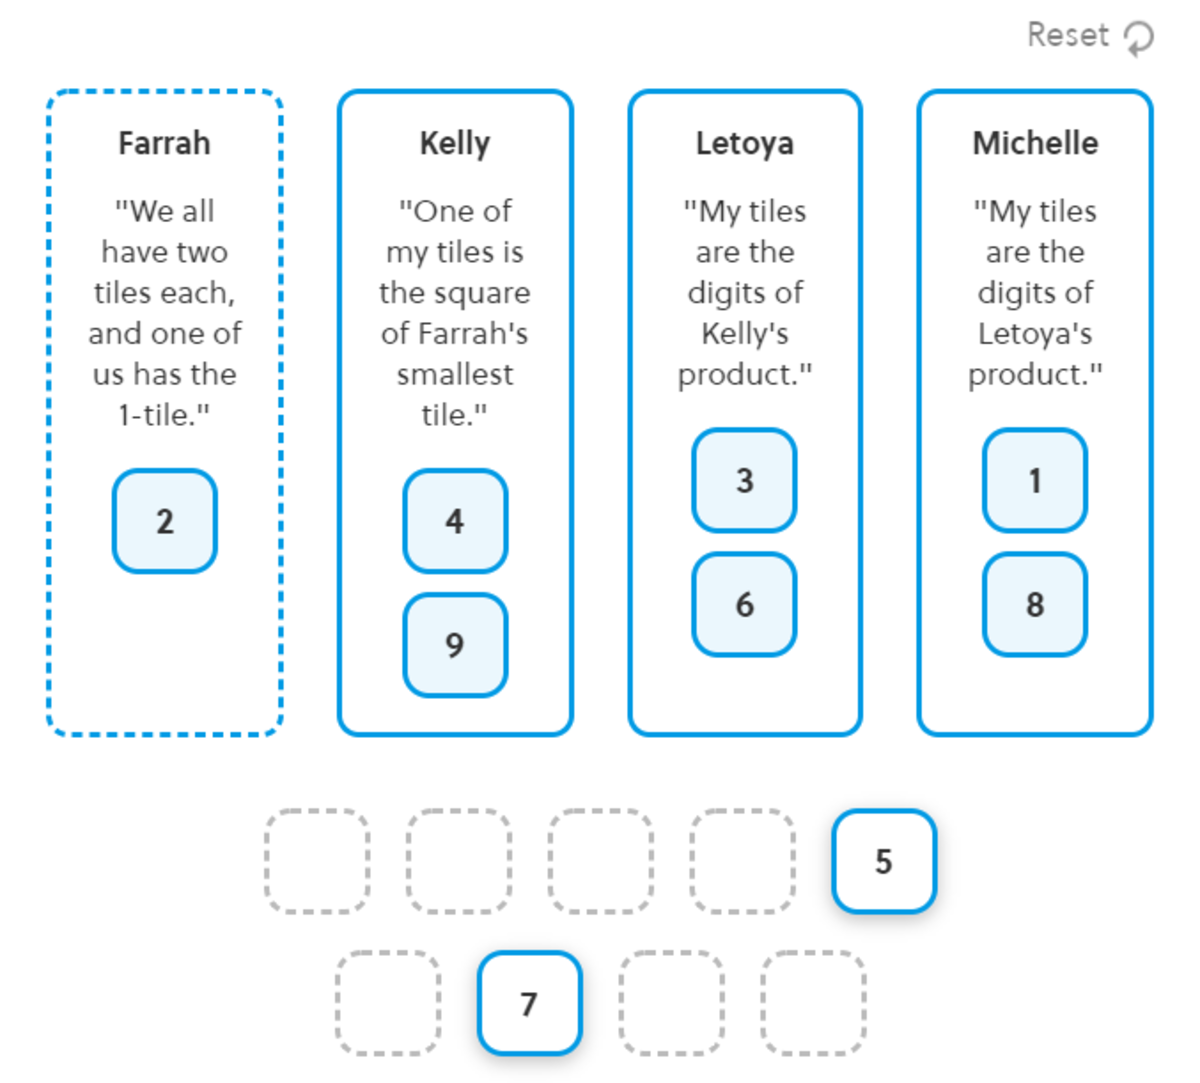 Reset
Farrah
"We all
have two
tiles each,
and one of
us has the
1-tile."
2
Kelly
"One of
my tiles is
the square
of Farrah's
smallest
tile."
4
9
Letoya
"My tiles
are the
digits of
Kelly's
product."
3
6
Michelle
"My tiles
are the
digits of
Letoya's
product."
1
8
5
7